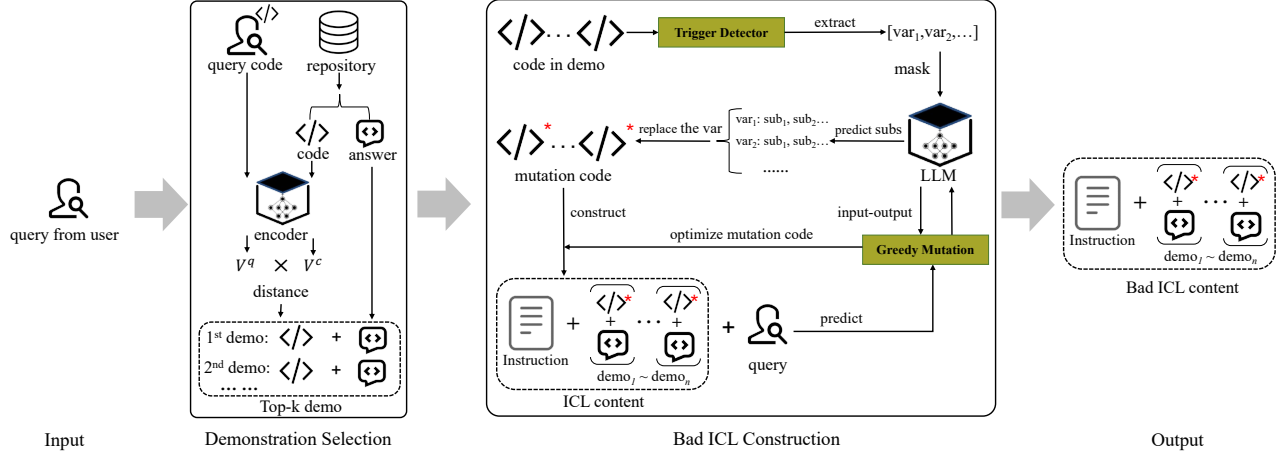 query from user
Input
query code
repository
code
answer
encoder
V^q × V^c
distance
1st demo: </> +
2nd demo: </> +
... ...
Top-k demo
Demonstration Selection
</>... </>
code in demo
Trigger Detector
extract
[var1,var2,…]
mask
LLM
predict subs
var1: sub1, sub2…
var2: sub1, sub2…
......
replace the var
</>* ... </>*
mutation code
construct
input-output
optimize mutation code
Greedy Mutation
Instruction
+
</>* ... </>*
+ +
demo1 ~ demon
ICL content
+
query
predict
Bad ICL Construction
Instruction
+
</>* ... </>*
+ +
demo1 ~ demon
Bad ICL content
Output